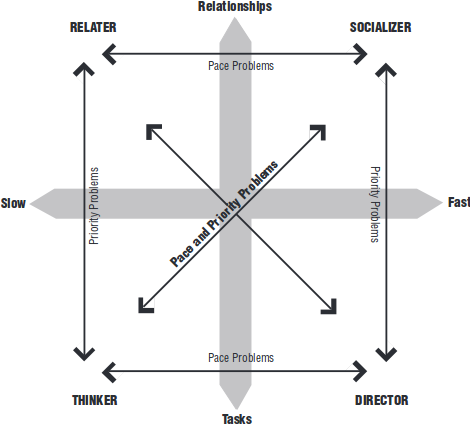 Relationships
RELATER
SOCIALIZER
Pace Problems
Priority Problems
Pace and Priority Problems
Priority Problems
Slow
Fast
Pace Problems
THINKER
DIRECTOR
Tasks